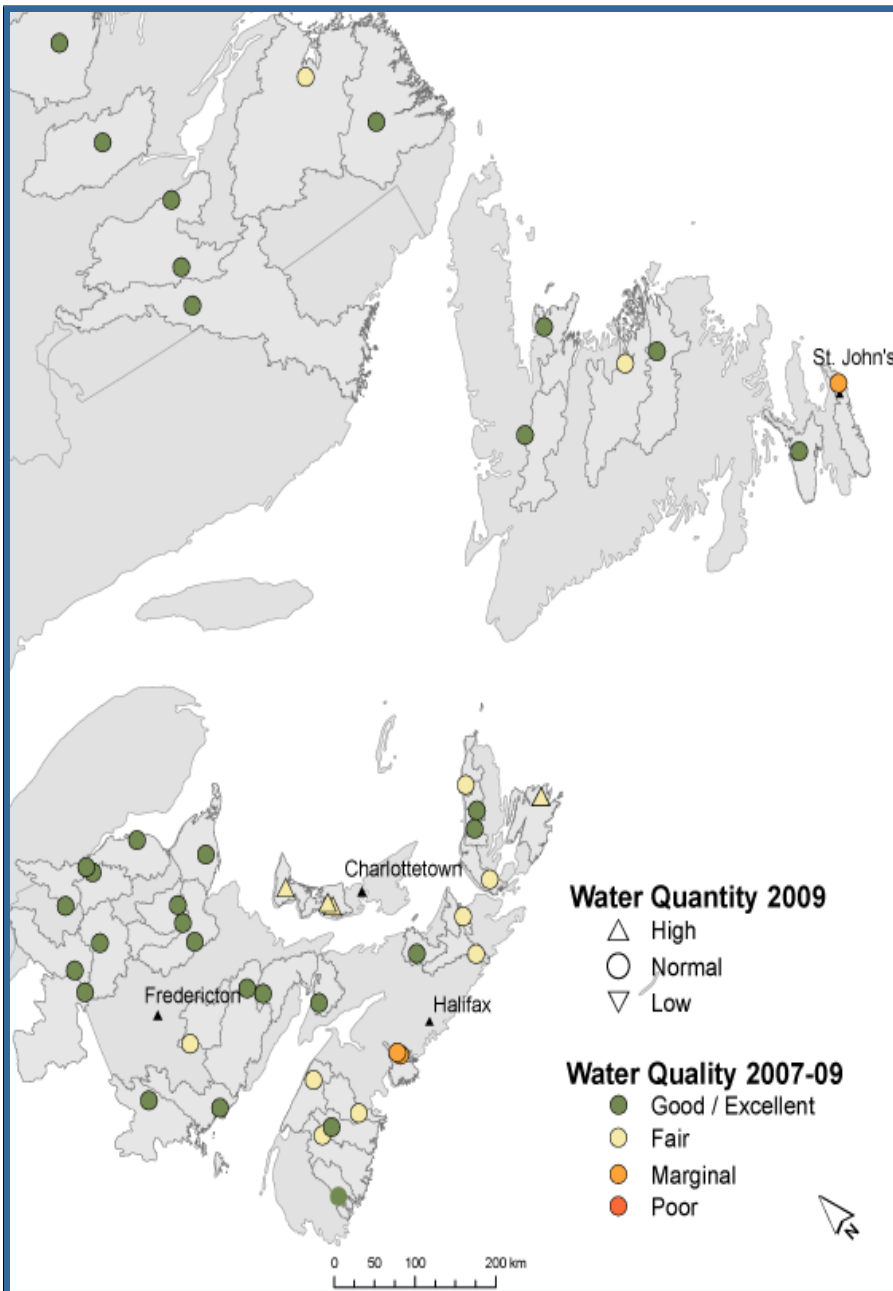 St. John's
Charlottetown
Fredericton
Halifax
Water Quantity 2009
High
Normal
Low
Water Quality 2007-09
Good / Excellent
Fair
Marginal
Poor
N
0 50 100 200 km